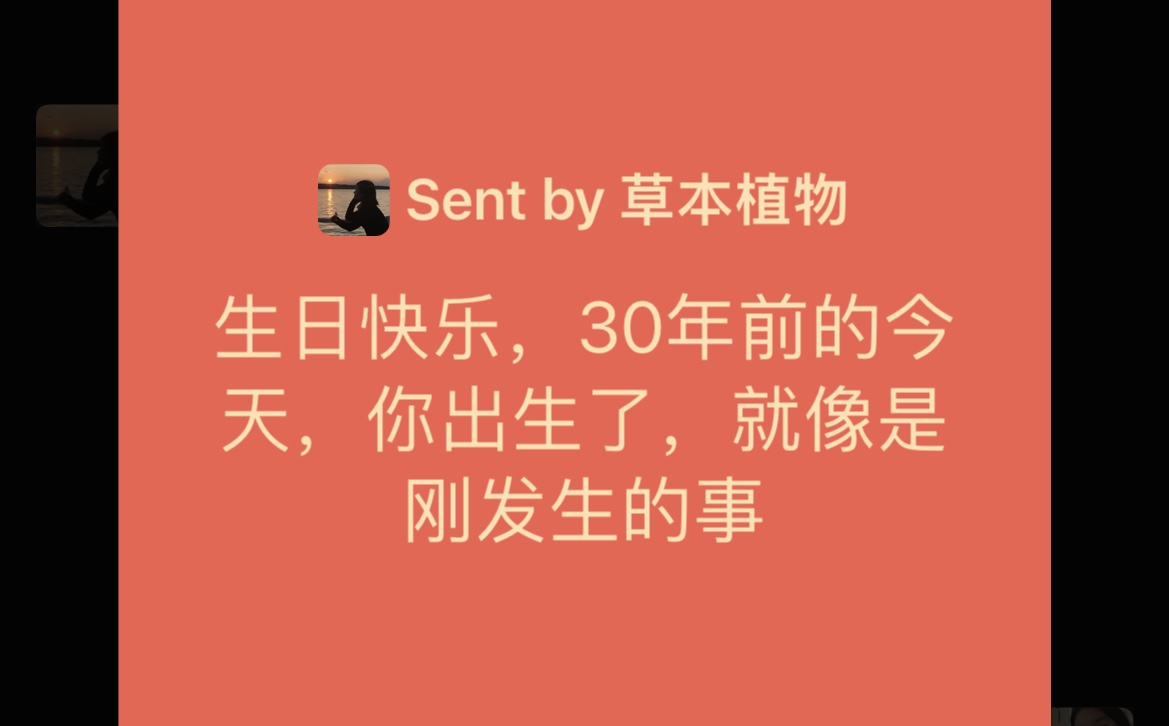 Sent by 草本植物
生日快乐，30年前的今
天，你出生了，就像是
刚发生的事